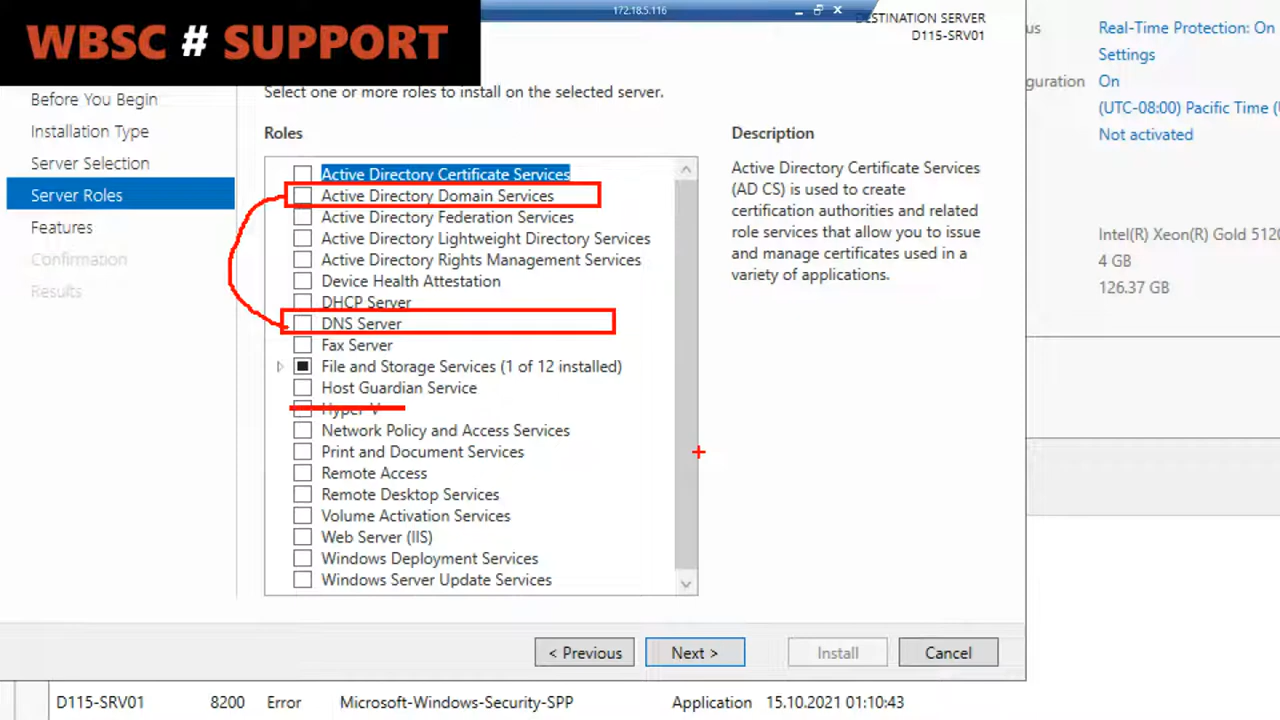 WBSC # SUPPORT
172.18.5.116
DESTINATION SERVER
D115-SRV01
Before You Begin
Installation Type
Server Selection
Server Roles
Features
Confirmation
Results
Select one or more roles to install on the selected server.
Roles
Active Directory Certificate Services
Active Directory Domain Services
Active Directory Federation Services
Active Directory Lightweight Directory Services
Active Directory Rights Management Services
Device Health Attestation
DHCP Server
DNS Server
Fax Server
File and Storage Services (1 of 12 installed)
Host Guardian Service
Hyper-V
Network Policy and Access Services
Print and Document Services
Remote Access
Remote Desktop Services
Volume Activation Services
Web Server (IIS)
Windows Deployment Services
Windows Server Update Services
Description
Active Directory Certificate Services
(AD CS) is used to create
certification authorities and related
role services that allow you to issue
and manage certificates used in a
variety of applications.
< Previous
Next >
Install
Cancel
us
Real-Time Protection: On
Settings
guration
On
(UTC-08:00) Pacific Time (
Not activated
Intel(R) Xeon(R) Gold 512
4 GB
126.37 GB
D115-SRV01 8200 Error Microsoft-Windows-Security-SPP Application 15.10.2021 01:10:43